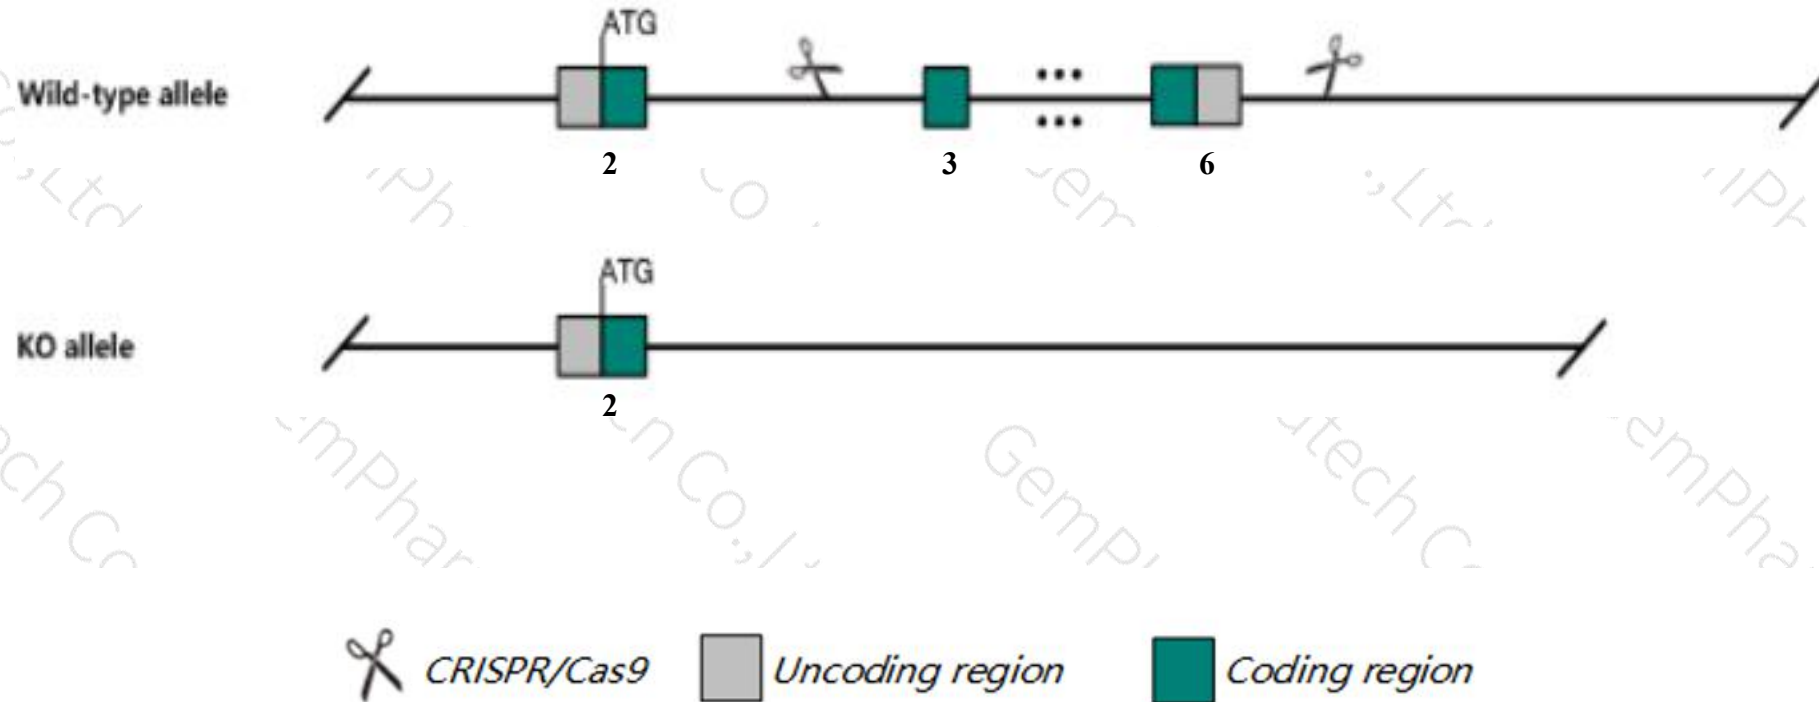 ATG
Wild-type allele
2 3 6
ATG
KO allele
2
CRISPR/Cas9 Uncoding region Coding region